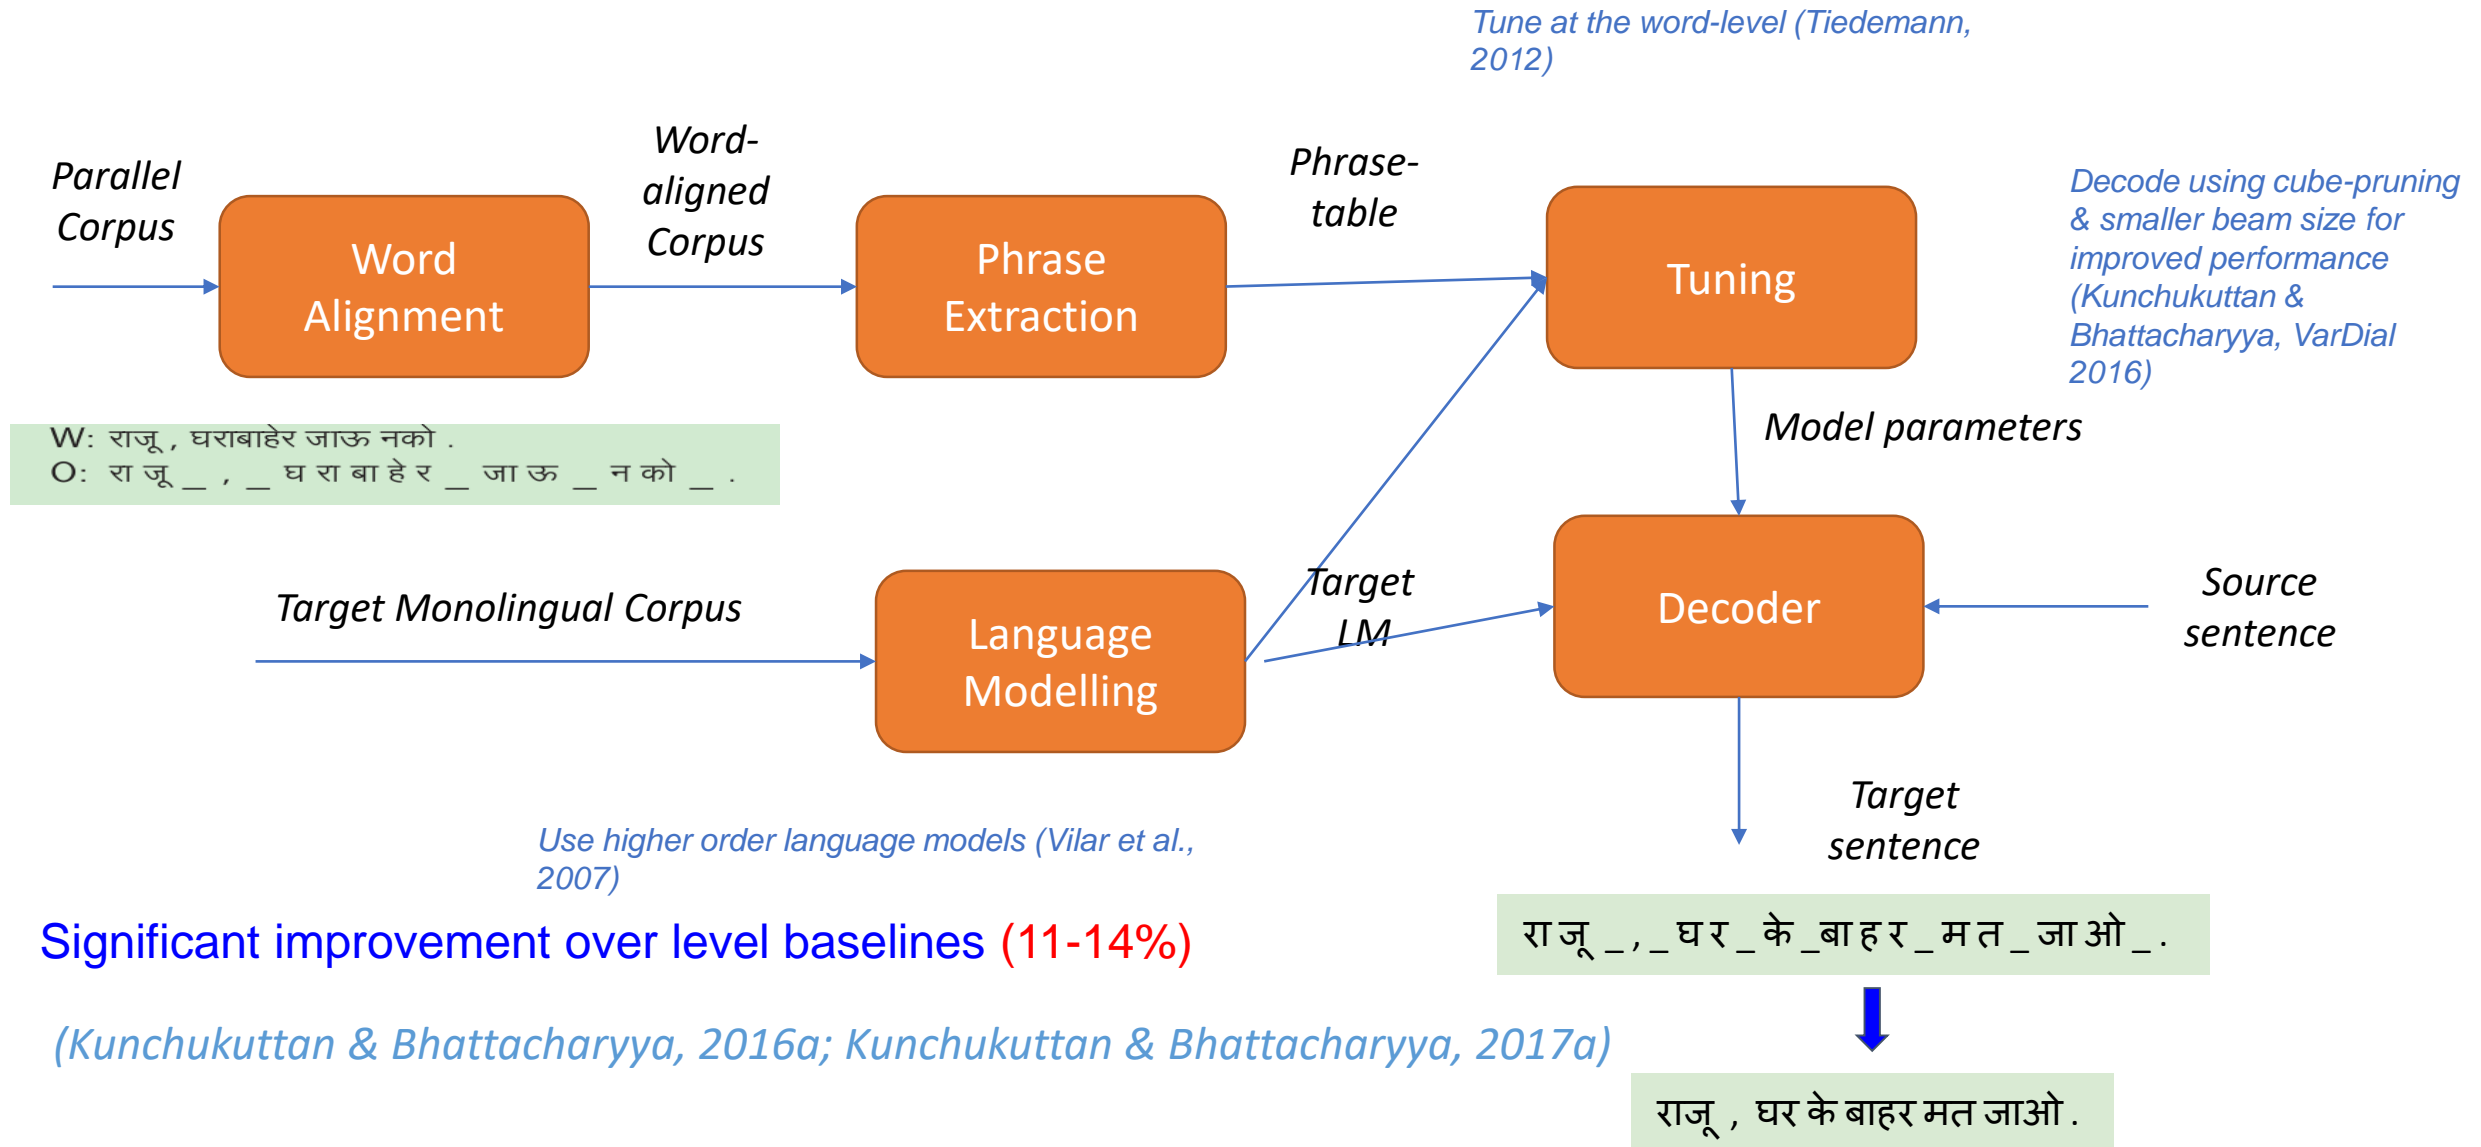 Tune at the word-level (Tiedemann,
2012)
Parallel
Corpus
Word
Alignment
Word-
aligned
Corpus
Phrase
Extraction
Phrase-
table
Tuning
Decode using cube-pruning
& smaller beam size for
improved performance
(Kunchukuttan &
Bhattacharyya, VarDial
2016)
Model parameters
W: राजू , घराबाहेर जाऊ नको .
O: रा जू _ , _ घ रा बा हे र _ जा ऊ _ न को _ .
Target Monolingual Corpus
Language
Modelling
Target
LM
Decoder
Source
sentence
Target
sentence
Use higher order language models (Vilar et al.,
2007)
Significant improvement over level baselines (11-14%)
(Kunchukuttan & Bhattacharyya, 2016a; Kunchukuttan & Bhattacharyya, 2017a)
रा जू _ , _ घ र _ के _बा ह र _ म त _ जा ओ _ .
राजू , घर के बाहर मत जाओ .